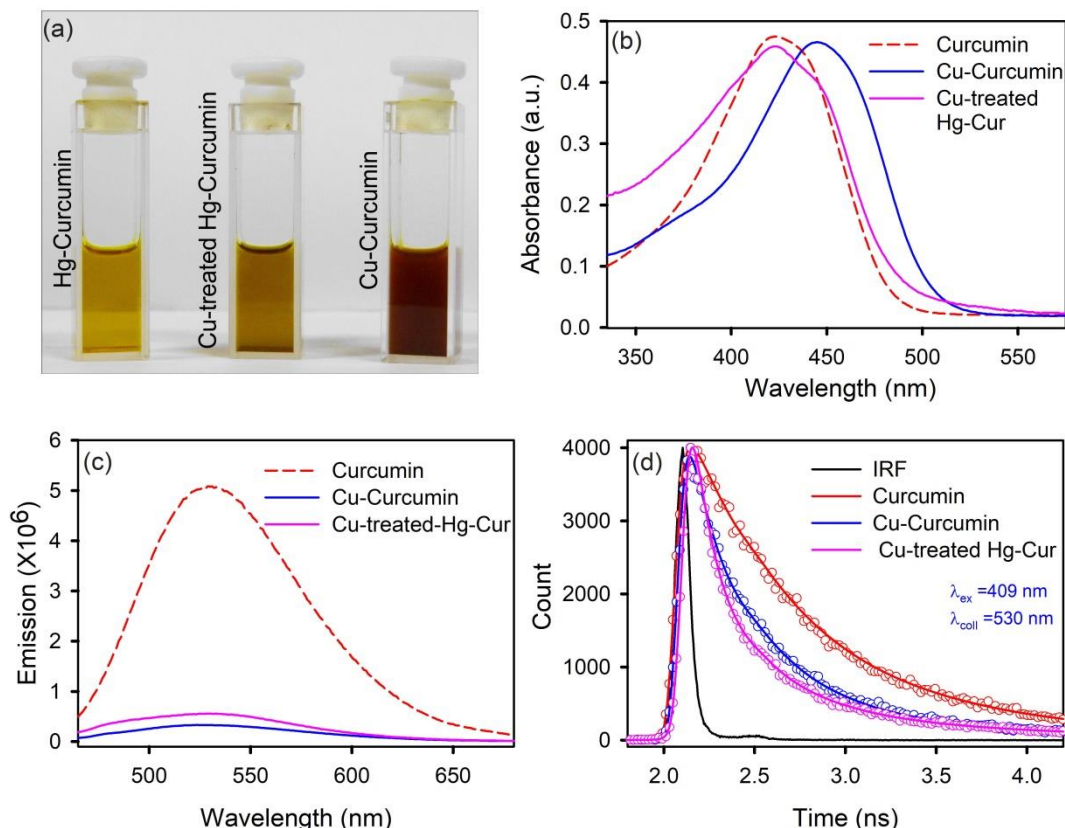 (a)
Hg-Curcumin
Cu-treated Hg-Curcumin
Cu-Curcumin
(b)
0.5
0.4
0.3
0.2
0.1
0.0
Absorbance (a.u.)
Curcumin
Cu-Curcumin
Cu-treated
Hg-Cur
350 400 450 500 550
Wavelength (nm)
(c)
6
5
4
3
2
1
0
Emission (X10⁶)
Curcumin
Cu-Curcumin
Cu-treated-Hg-Cur
500 550 600 650
Wavelength (nm)
(d)
4000
3000
2000
1000
0
Count
IRF
Curcumin
Cu-Curcumin
Cu-treated Hg-Cur
λex =409 nm
λcoll =530 nm
2.0 2.5 3.0 3.5 4.0
Time (ns)